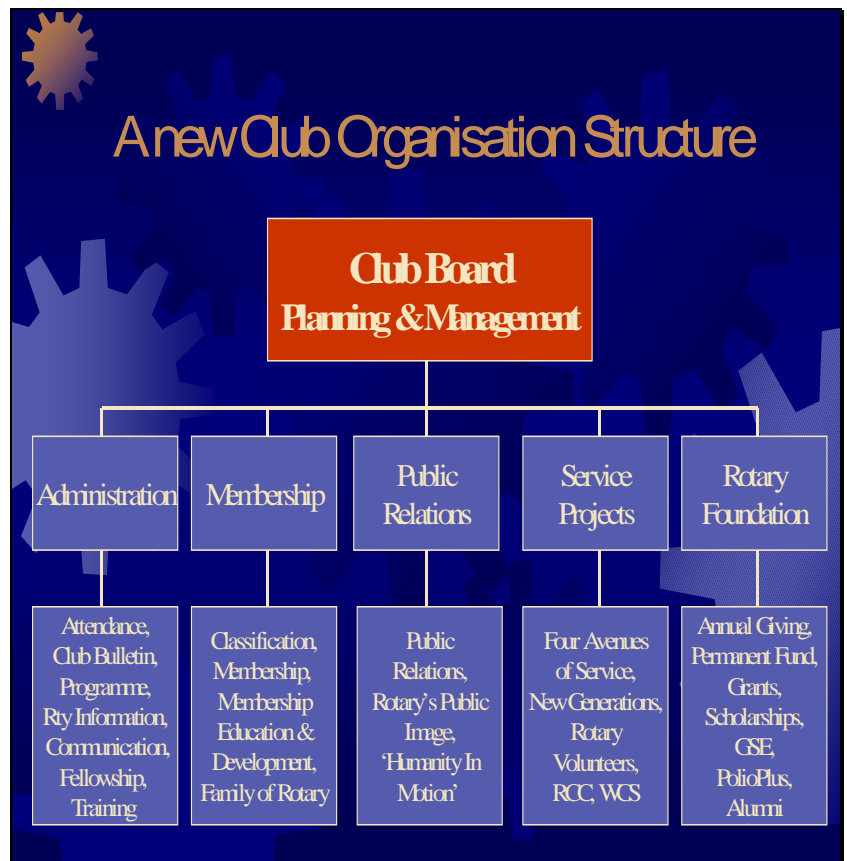 A new Club Organisation Structure
Club Board
Planning & Management
Administration
Membership
Public
Relations
Service
Projects
Rotary
Foundation
Attendance,
Club Bulletin,
Programme,
Rty Information,
Communication,
Fellowship,
Training
Classification,
Membership,
Membership
Education &
Development,
Family of Rotary
Public
Relations,
Rotary's Public
Image,
‘Humanity In
Motion’
Four Avenues
of Service,
New Generations,
Rotary
Volunteers,
RCC, WCS
Annual Giving,
Permanent Fund,
Grants,
Scholarships,
GSE,
PolioPlus,
Alumni